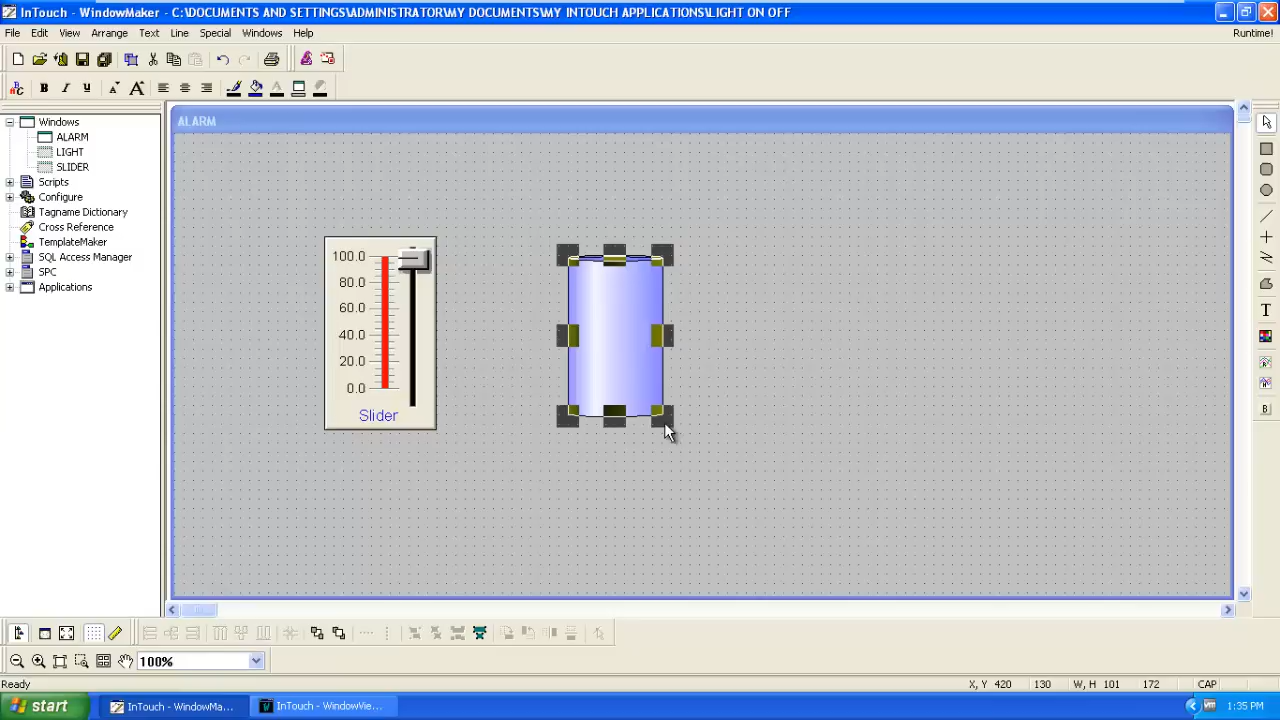 InTouch - WindowMaker - C:\DOCUMENTS AND SETTINGS\ADMINISTRATOR\MY DOCUMENTS\MY INTOUCH APPLICATIONS\LIGHT ON OFF
File Edit View Arrange Text Line Special Windows Help Runtime!
ABC B I U A A
Windows
ALARM
LIGHT
SLIDER
Scripts
Configure
Tagname Dictionary
Cross Reference
TemplateMaker
SQL Access Manager
SPC
Applications
ALARM
100.0
80.0
60.0
40.0
20.0
0.0
Slider
T
B
100%
Ready X, Y 420 130 W, H 101 172 CAP
start InTouch - WindowMa... InTouch - WindowVie... 1:35 PM